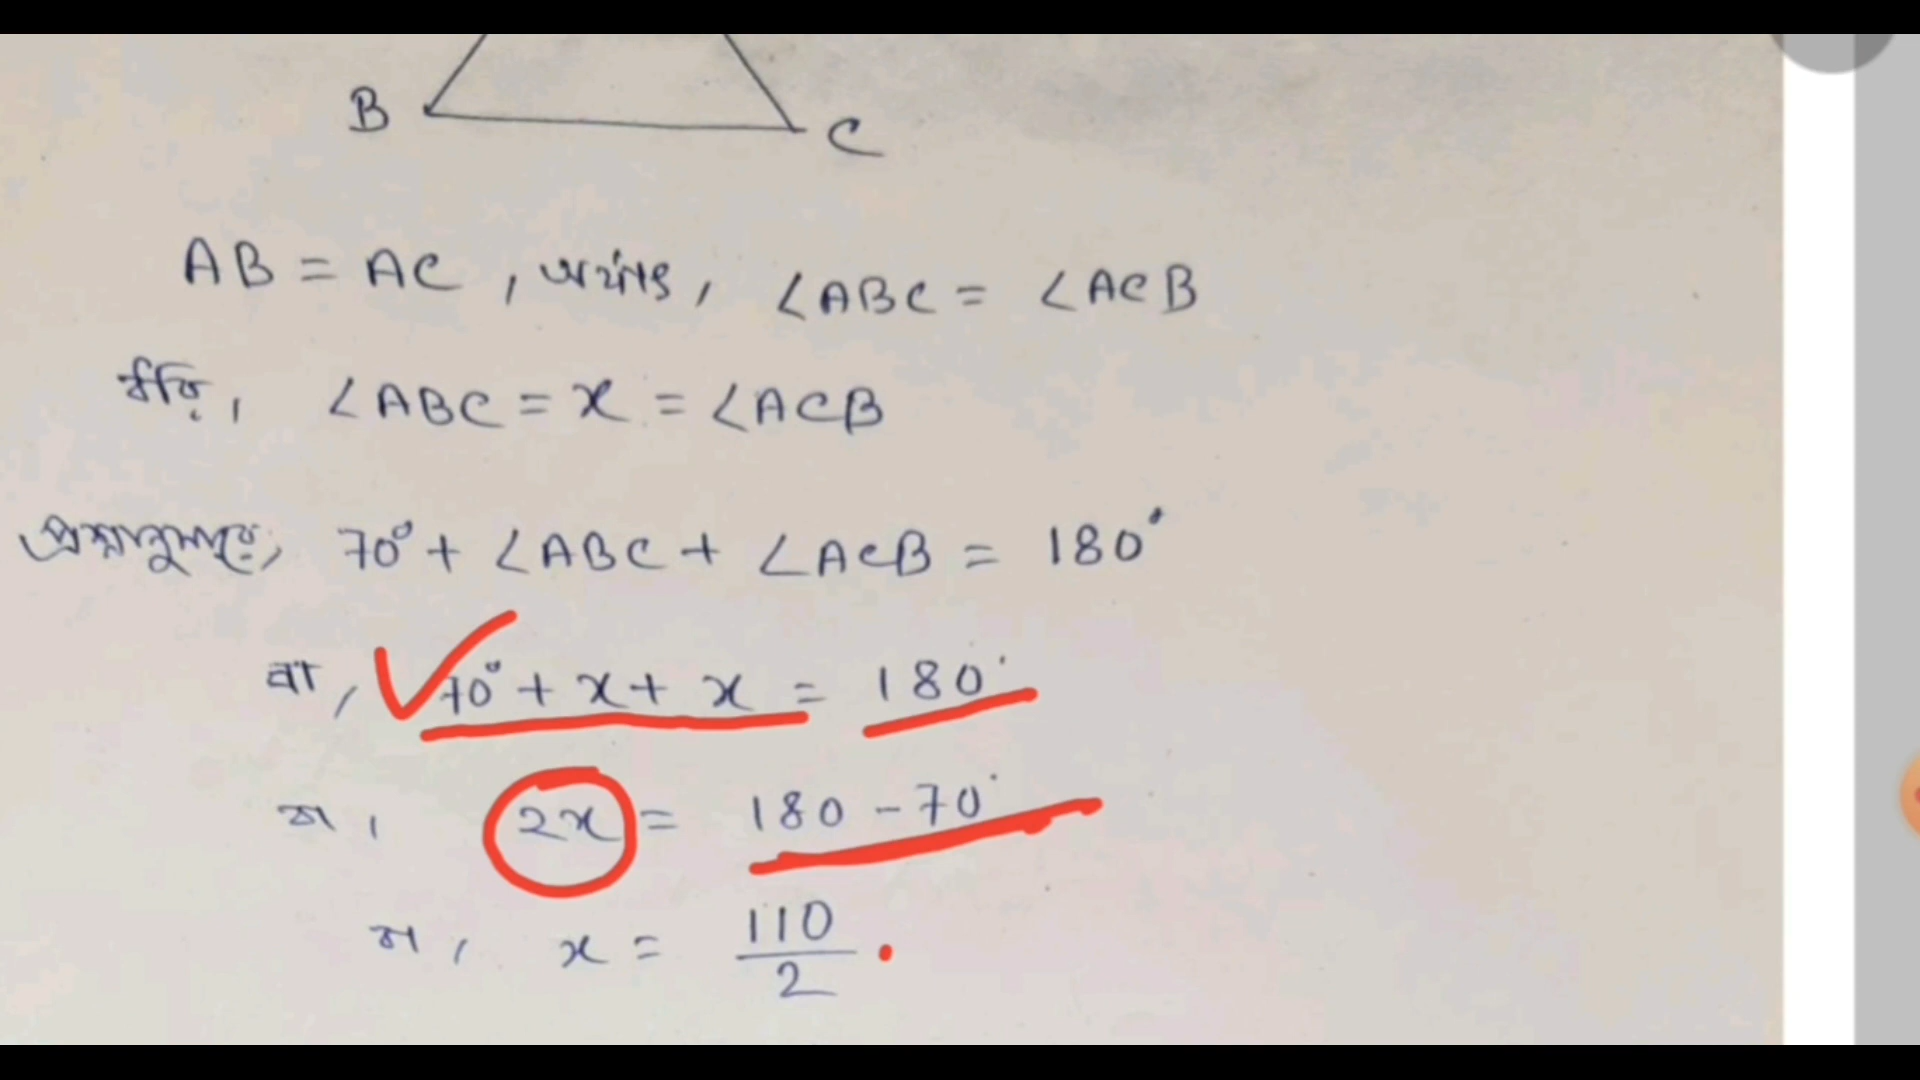 B C
AB = AC, অর্থাৎ, ∠ABC = ∠ACB
ধরি, ∠ABC = x = ∠ACB
প্রশ্নানুসারে, 70° + ∠ABC + ∠ACB = 180°
বা, 70° + x + x = 180°
বা, 2x = 180 - 70°
বা, x = 110/2